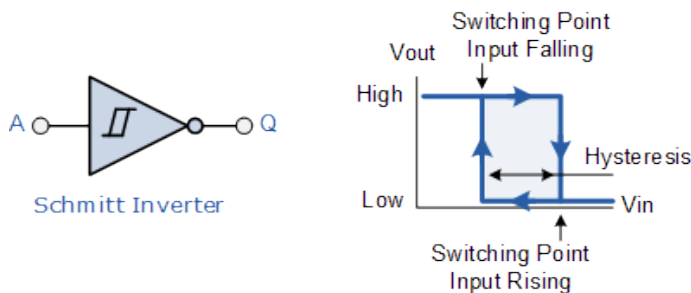 A
Q
Schmitt Inverter
Switching Point
Input Falling
Vout
High
Hysteresis
Low
Vin
Switching Point
Input Rising